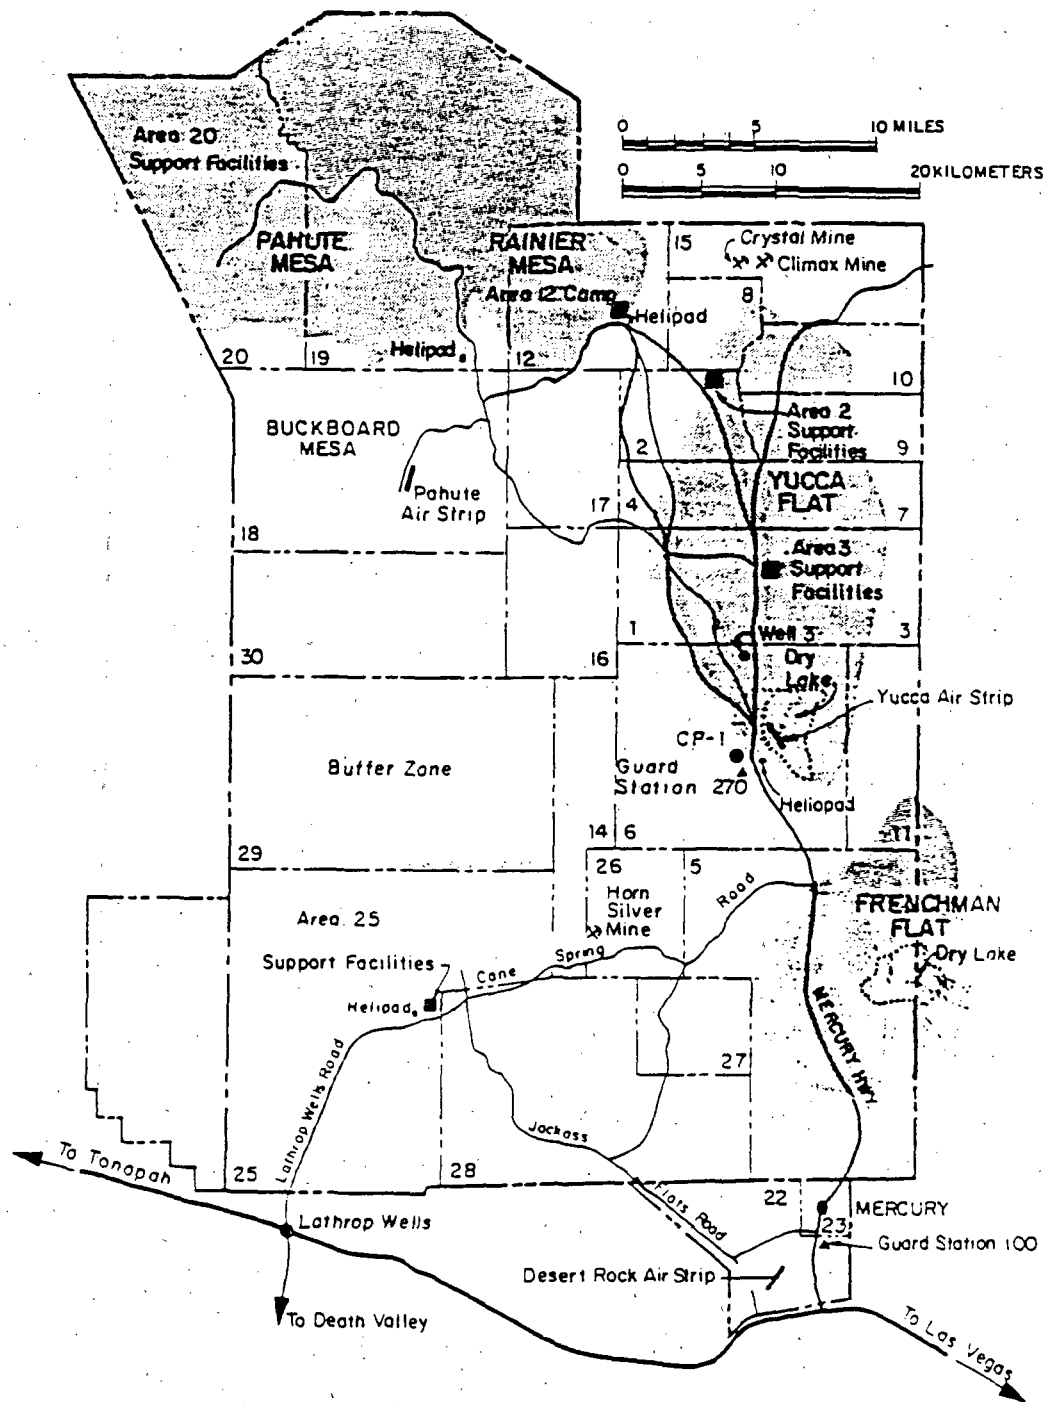 0 5 10 MILES
0 5 10 20 KILOMETERS
Area 20
Support Facilities
PAHUTE
MESA
RAINIER
MESA
Area 12 Camp
Helipad
15
Crystal Mine
Climax Mine
8
Helipad
20
19
12
10
BUCKBOARD
MESA
Area 2
Support
Facilities
2
9
Pahute
Air Strip
YUCCA
FLAT
17
4
7
18
Area 3
Support
Facilities
1
Well 3
3
30
16
Dry
Lake
Yucca Air Strip
CP-1
Buffer Zone
Guard
Station 270
Heliopad
14
6
11
29
26
5
Horn
Silver
Mine
Road
FRENCHMAN
FLAT
Area 25
Spring
Dry Lake
Support Facilities
Cane
Helipad
MERCURY HWY.
27
Lathrop Wells Road
Jackass
To Tonapah
25
28
22
Flats Road
MERCURY
23
Lathrop Wells
Guard Station 100
Desert Rock Air Strip
To Death Valley
To Las Vegas